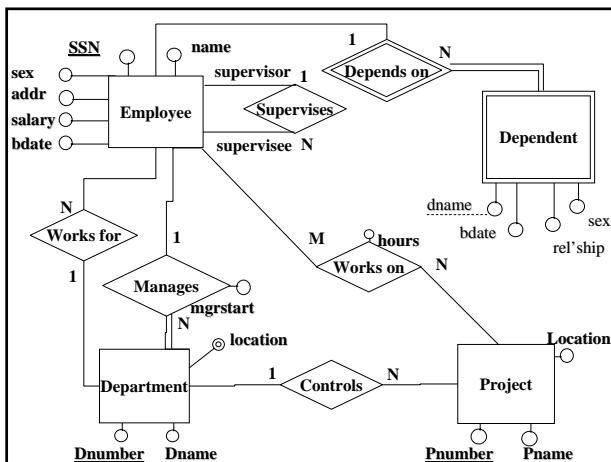 SSN
name
1
N
sex
supervisor
1
Depends on
addr
Employee
Supervises
salary
Dependent
bdate
supervisee
N
dname
sex
N
bdate
Works for
1
M
hours
rel'ship
1
Manages
Works on
N
mgrstart
N
location
Location
Department
1
Controls
N
Project
Dnumber
Dname
Pnumber
Pname